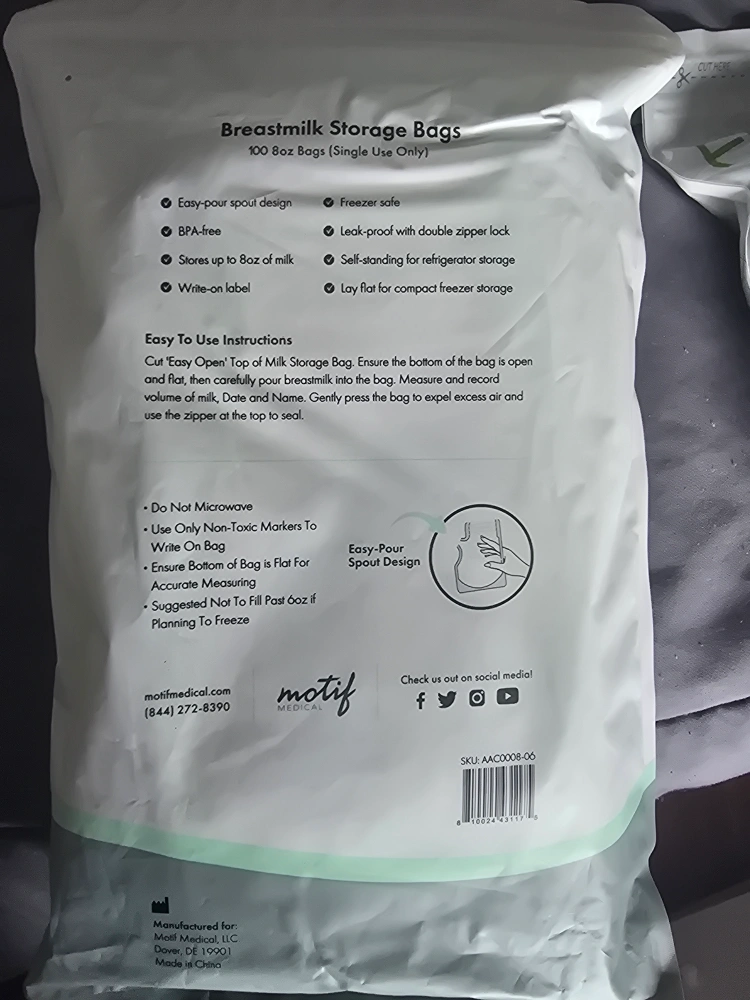 CUT HERE
Breastmilk Storage Bags
100 8oz Bags (Single Use Only)
Easy-pour spout design
Freezer safe
BPA-free
Leak-proof with double zipper lock
Stores up to 8oz of milk
Self-standing for refrigerator storage
Write-on label
Lay flat for compact freezer storage
Easy To Use Instructions
Cut 'Easy Open' Top of Milk Storage Bag. Ensure the bottom of the bag is open
and flat, then carefully pour breastmilk into the bag. Measure and record
volume of milk, Date and Name. Gently press the bag to expel excess air and
use the zipper at the top to seal.
• Do Not Microwave
• Use Only Non-Toxic Markers To
Write On Bag
• Ensure Bottom of Bag is Flat For
Accurate Measuring
• Suggested Not To Fill Past 6oz if
Planning To Freeze
Easy-Pour
Spout Design
motifmedical.com
(844) 272-8390
motif
MEDICAL
Check us out on social media!
SKU: AAC0008-06
6 10024 43117 5
Manufactured for:
Motif Medical, LLC
Dover, DE 19901
Made in China